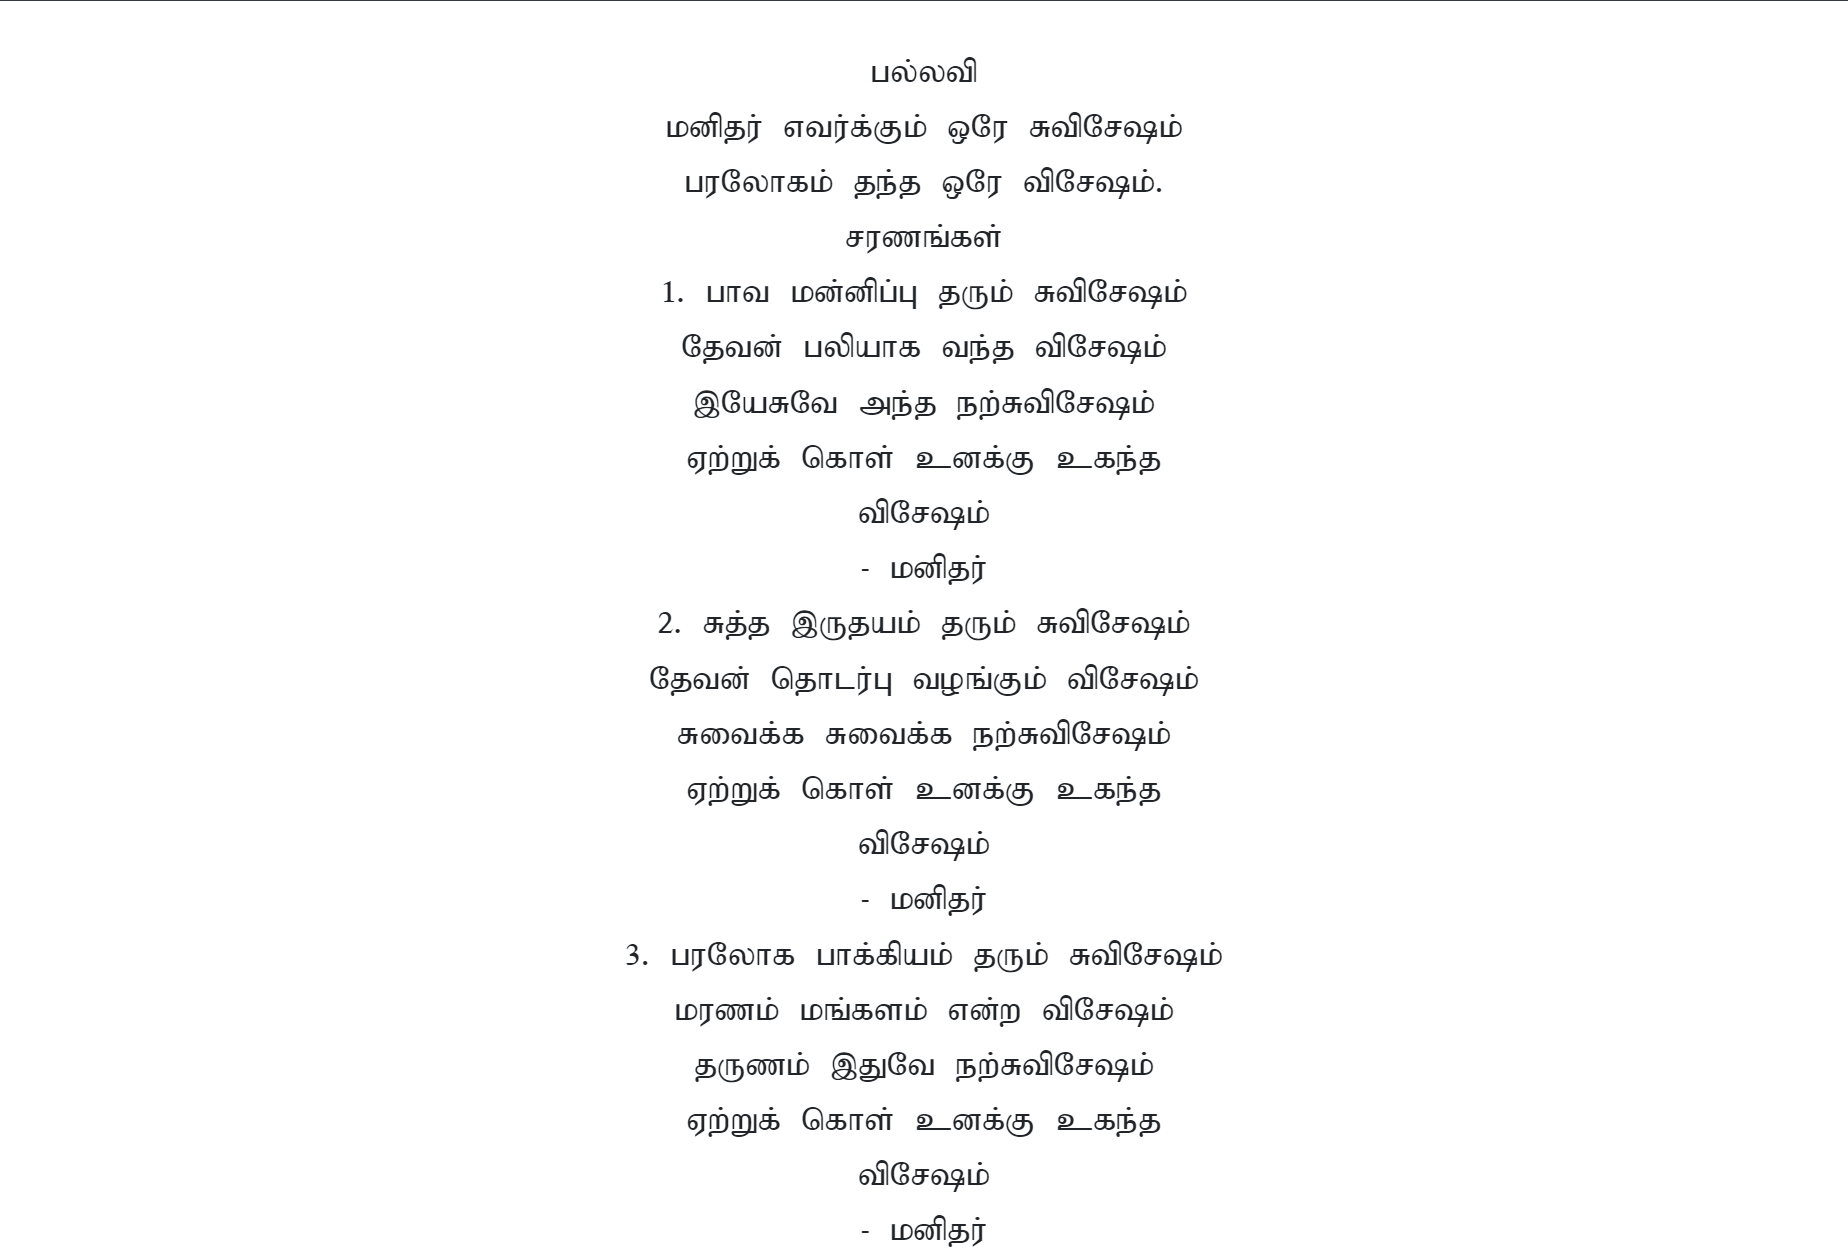 பல்லவி
மனிதர் எவர்க்கும் ஒரே சுவிசேஷம்
பரலோகம் தந்த ஒரே விசேஷம்.
சரணங்கள்
1. பாவ மன்னிப்பு தரும் சுவிசேஷம்
தேவன் பலியாக வந்த விசேஷம்
இயேசுவே அந்த நற்சுவிசேஷம்
ஏற்றுக் கொள் உனக்கு உகந்த
விசேஷம்
- மனிதர்
2. சுத்த இருதயம் தரும் சுவிசேஷம்
தேவன் தொடர்பு வழங்கும் விசேஷம்
சுவைக்க சுவைக்க நற்சுவிசேஷம்
ஏற்றுக் கொள் உனக்கு உகந்த
விசேஷம்
- மனிதர்
3. பரலோக பாக்கியம் தரும் சுவிசேஷம்
மரணம் மங்களம் என்ற விசேஷம்
தருணம் இதுவே நற்சுவிசேஷம்
ஏற்றுக் கொள் உனக்கு உகந்த
விசேஷம்
- மனிதர்